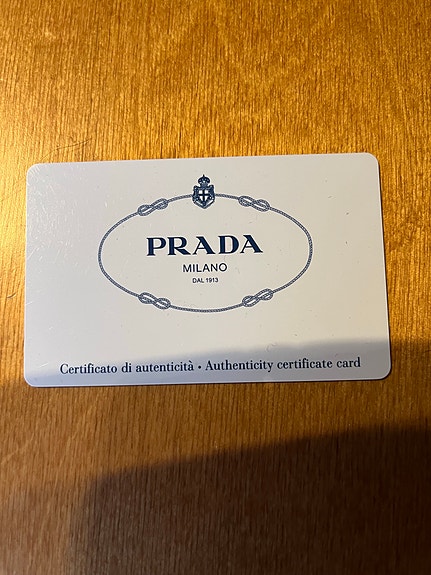 PRADA
MILANO
DAL 1913
Certificato di autenticità • Authenticity certificate card